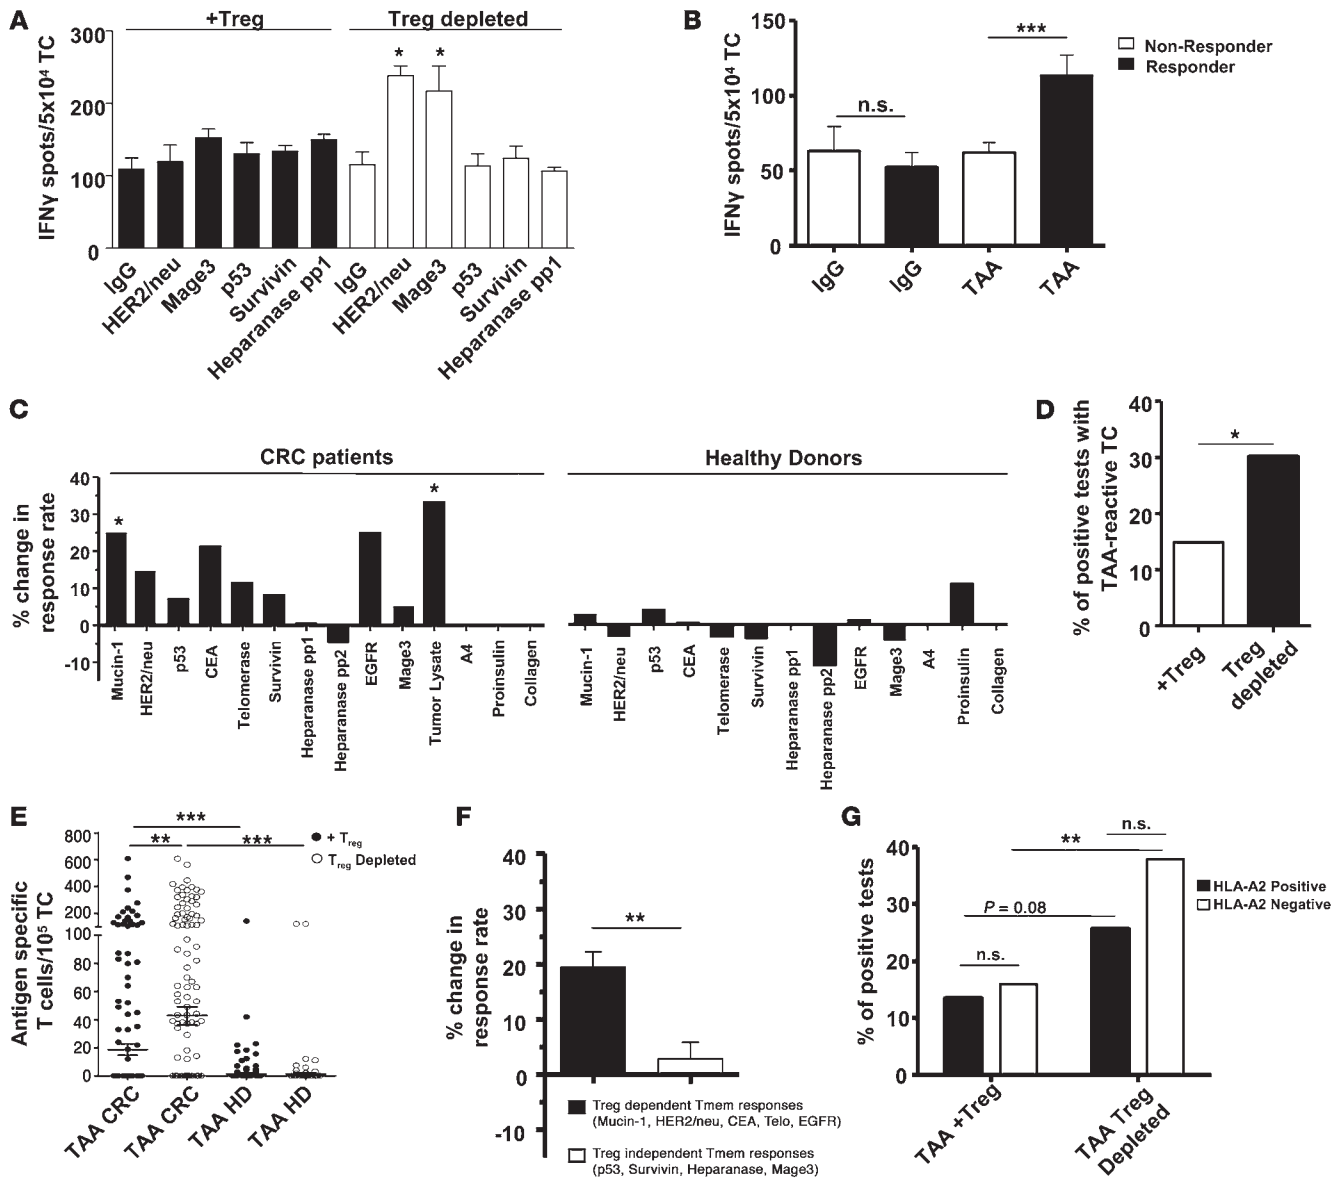 A
+Treg
Treg depleted
IFNγ spots/5x10⁴ TC
300
200
100
0
*
*
IgG
HER2/neu
Mage3
p53
Survivin
Heparanase pp1
IgG
HER2/neu
Mage3
p53
Survivin
Heparanase pp1
B
IFNγ spots/5x10⁴ TC
150
100
50
0
n.s.
***
Non-Responder
Responder
IgG
IgG
TAA
TAA
C
CRC patients
Healthy Donors
% change in
response rate
40
30
20
10
0
-10
*
*
Mucin-1
HER2/neu
p53
CEA
Telomerase
Survivin
Heparanase pp1
Heparanase pp2
EGFR
Mage3
Tumor Lysate
A4
Proinsulin
Collagen
Mucin-1
HER2/neu
p53
CEA
Telomerase
Survivin
Heparanase pp1
Heparanase pp2
EGFR
Mage3
A4
Proinsulin
Collagen
D
% of positive tests with
TAA-reactive TC
40
30
20
10
0
*
+Treg
Treg
depleted
E
Antigen specific
T cells/10⁵ TC
800
600
400
200
100
80
60
40
20
0
***
**
***
+ Treg
Treg Depleted
TAA CRC
TAA CRC
TAA HD
TAA HD
F
% change in
response rate
40
30
20
10
0
-10
**
Treg dependent Tmem responses
(Mucin-1, HER2/neu, CEA, Telo, EGFR)
Treg independent Tmem responses
(p53, Survivin, Heparanase, Mage3)
G
% of positive tests
40
30
20
10
0
n.s.
**
P = 0.08
n.s.
HLA-A2 Positive
HLA-A2 Negative
TAA +Treg
TAA Treg
Depleted